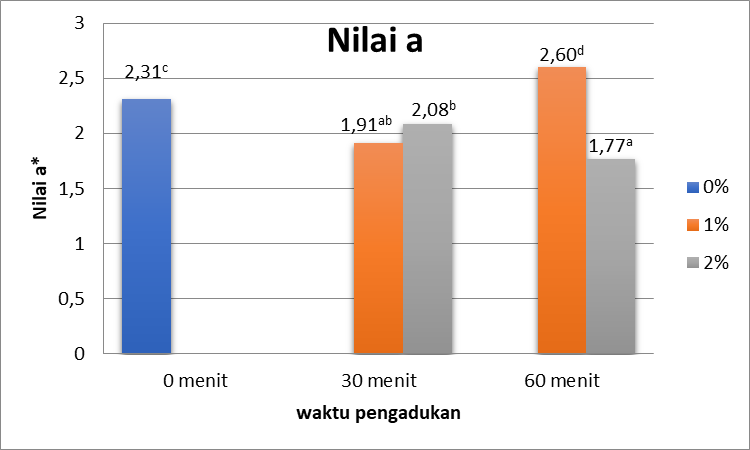 Nilai a
3
2,5
2
1,5
1
0,5
0
Nilai a*
2,31ᶜ
1,91ᵃᵇ
2,08ᵇ
2,60ᵈ
1,77ᵃ
0 menit
30 menit
60 menit
waktu pengadukan
0%
1%
2%